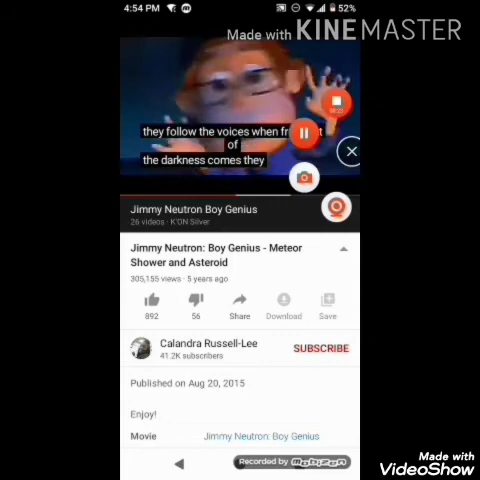 4:54 PM
52%
Made with KINEMASTER
they follow the voices when
of
the darkness comes they
Jimmy Neutron Boy Genius
26 videos · K'ON Silver
Jimmy Neutron: Boy Genius - Meteor
Shower and Asteroid
305,155 views · 5 years ago
892
56
Share
Download
Save
Calandra Russell-Lee
41.2K subscribers
SUBSCRIBE
Published on Aug 20, 2015
Enjoy!
Movie
Jimmy Neutron: Boy Genius
Recorded by mobizen
Made with
VideoShow